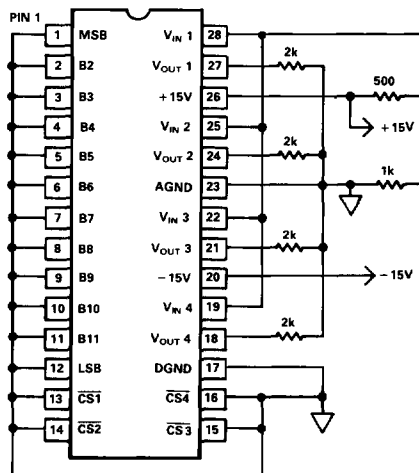 PIN 1
1 MSB VIN 1 28
2 B2 VOUT 1 27 2k
3 B3 +15V 26 500
+15V
4 B4 VIN 2 25
5 B5 VOUT 2 24 2k
6 B6 AGND 23 1k
7 B7 VIN 3 22
8 B8 VOUT 3 21 2k
9 B9 −15V 20 −15V
10 B10 VIN 4 19
11 B11 VOUT 4 18 2k
12 LSB DGND 17
13 CS1 CS4 16
14 CS2 CS3 15